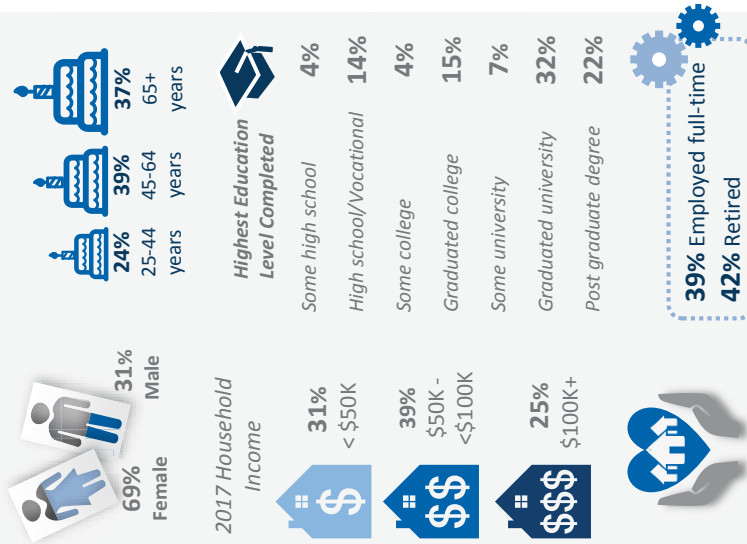 69%
Female
31%
Male
24%
25-44
years
39%
45-64
years
37%
65+
years
2017 Household
Income
$
31%
< $50K
$$
39%
$50K -
<$100K
$$$
25%
$100K+
Highest Education
Level Completed
Some high school 4%
High school/Vocational 14%
Some college 4%
Graduated college 15%
Some university 7%
Graduated university 32%
Post graduate degree 22%
39% Employed full-time
42% Retired